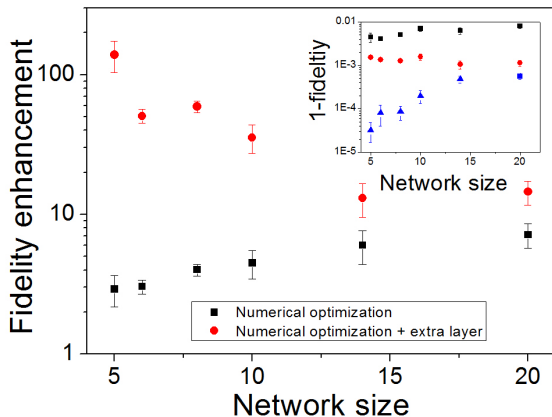 Fidelity enhancement
100
10
1
5
10
15
20
Network size
Numerical optimization
Numerical optimization + extra layer
1-fideltiy
0.01
1E-3
1E-4
1E-5
5
10
15
20
Network size